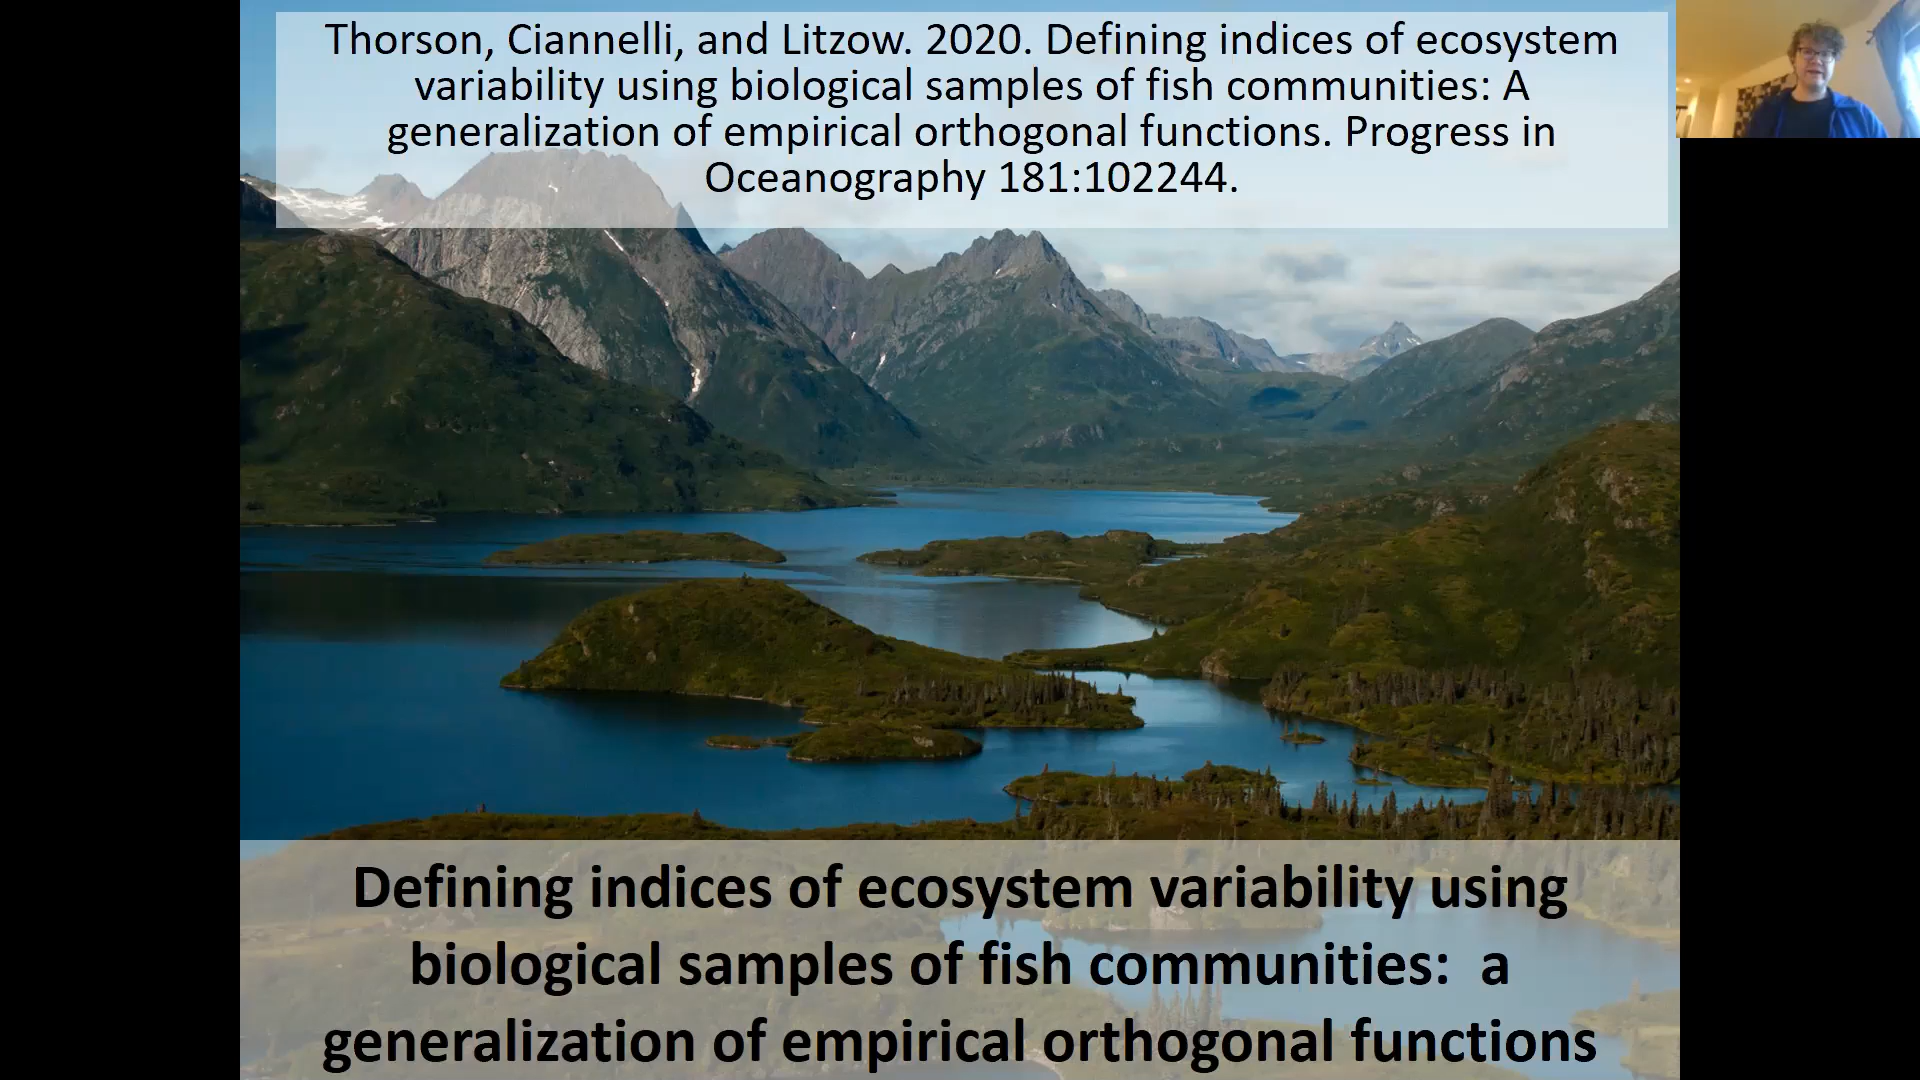 Thorson, Ciannelli, and Litzow. 2020. Defining indices of ecosystem
variability using biological samples of fish communities: A
generalization of empirical orthogonal functions. Progress in
Oceanography 181:102244.
Defining indices of ecosystem variability using
biological samples of fish communities:  a
generalization of empirical orthogonal functions